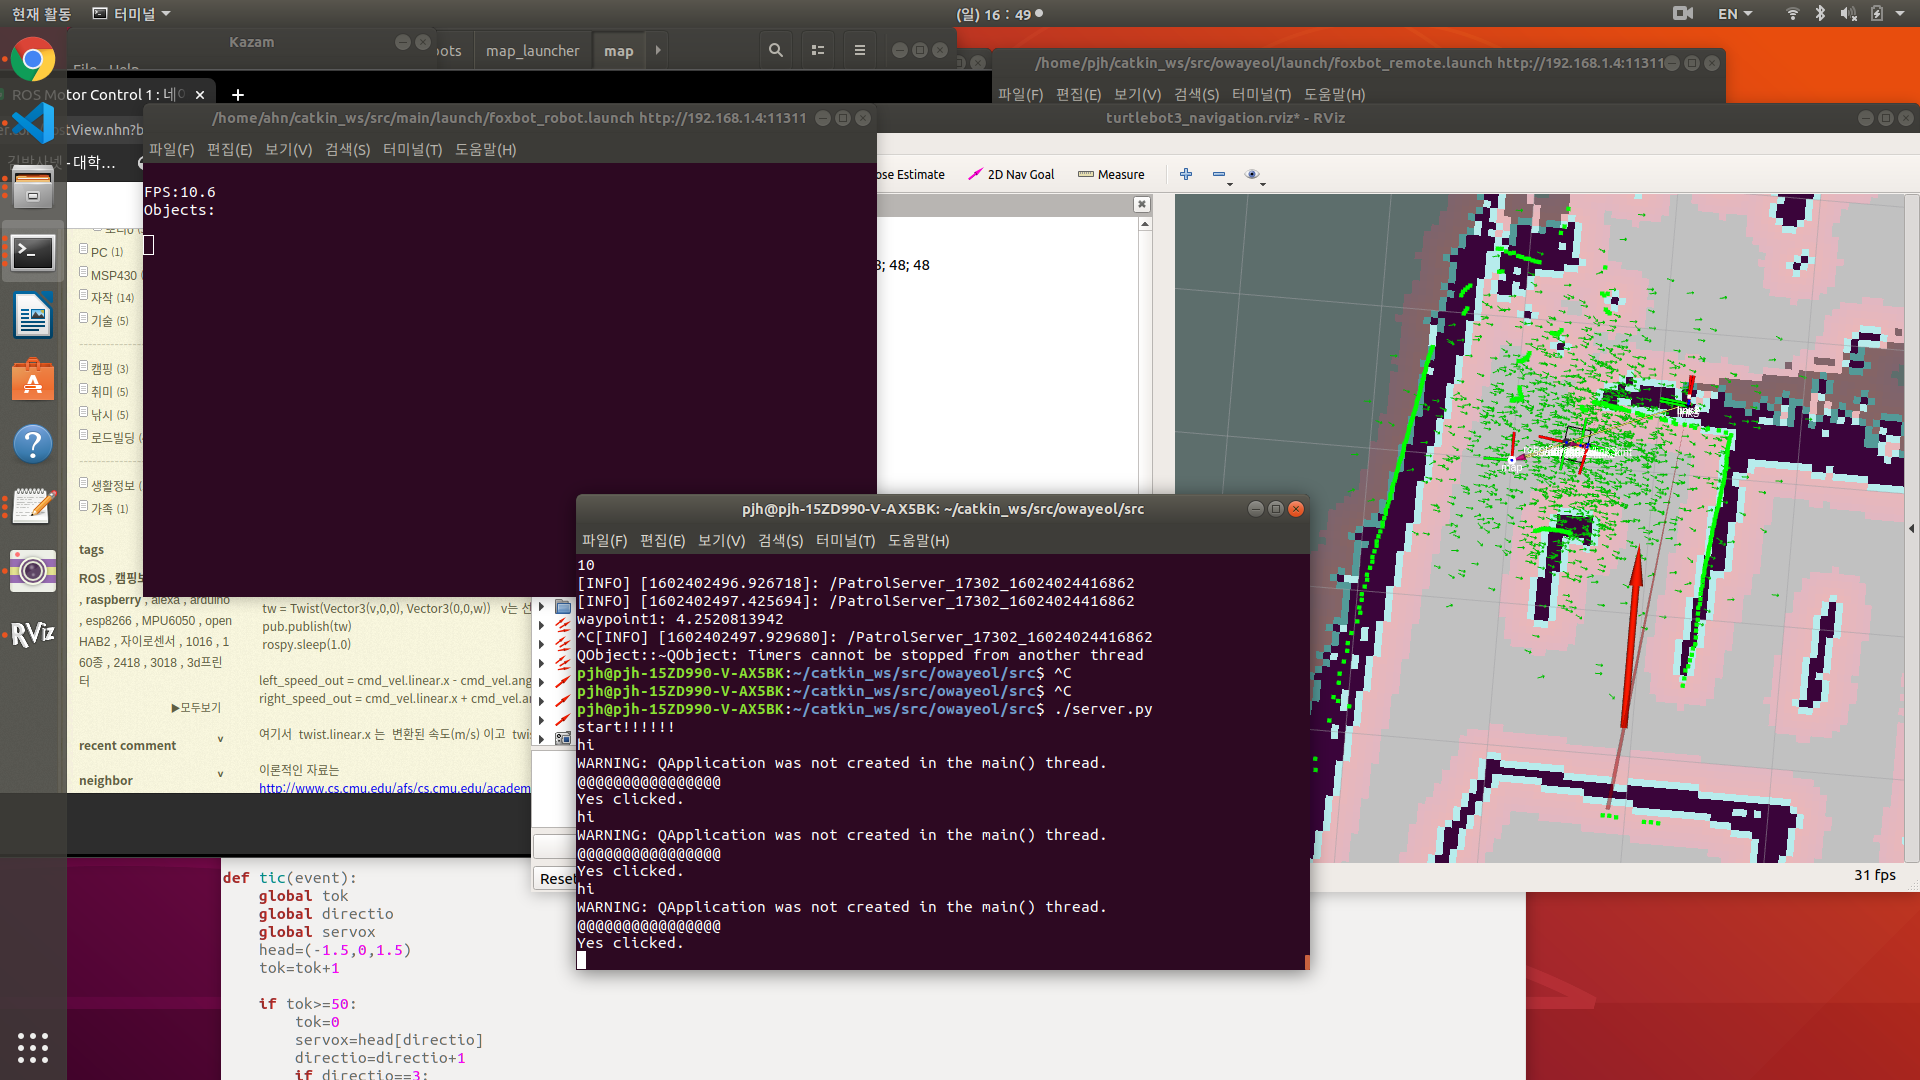 현재 활동
터미널
(일) 16 : 49
EN
Kazam
File Help
map_launcher
map
/home/pjh/catkin_ws/src/owayeol/launch/foxbot_remote.launch http://192.168.1.4:11311
파일(F) 편집(E) 보기(V) 검색(S) 터미널(T) 도움말(H)
ROS Motor Control 1 : 네이
turtlebot3_navigation.rviz* - RViz
/home/ahn/catkin_ws/src/main/launch/foxbot_robot.launch http://192.168.1.4:11311
파일(F) 편집(E) 보기(V) 검색(S) 터미널(T) 도움말(H)
ostView.nhn?b
- 대학...
ose Estimate
2D Nav Goal
Measure
FPS:10.6
Objects:
; 48; 48
PC (1)
MSP430
자작 (14)
기술 (5)
캠핑 (3)
취미 (5)
낚시 (5)
로드빌딩
생활정보
가족 (1)
tags
ROS , 캠핑
, raspberry , alexa , arduino
, esp8266 , MPU6050 , open
HAB2 , 자이로센서 , 1016 , 1
60종 , 2418 , 3018 , 3d프린
터
▶모두보기
recent comment
neighbor
tw = Twist(Vector3(v,0,0), Vector3(0,0,w)) v는 선
pub.publish(tw)
rospy.sleep(1.0)
left_speed_out = cmd_vel.linear.x - cmd_vel.ang
right_speed_out = cmd_vel.linear.x + cmd_vel.an
여기서 twist.linear.x 는 변환된 속도(m/s) 이고 twis
이론적인 자료는
http://www.cs.cmu.edu/afs/cs.cmu.edu/academ
RViz
map
pjh@pjh-15ZD990-V-AX5BK: ~/catkin_ws/src/owayeol/src
파일(F) 편집(E) 보기(V) 검색(S) 터미널(T) 도움말(H)
10
[INFO] [1602402496.926718]: /PatrolServer_17302_16024024416862
[INFO] [1602402497.425694]: /PatrolServer_17302_16024024416862
waypoint1: 4.2520813942
^C[INFO] [1602402497.929680]: /PatrolServer_17302_16024024416862
QObject::~QObject: Timers cannot be stopped from another thread
pjh@pjh-15ZD990-V-AX5BK:~/catkin_ws/src/owayeol/src$ ^C
pjh@pjh-15ZD990-V-AX5BK:~/catkin_ws/src/owayeol/src$ ^C
pjh@pjh-15ZD990-V-AX5BK:~/catkin_ws/src/owayeol/src$ ./server.py
start!!!!!!
hi
WARNING: QApplication was not created in the main() thread.
@@@@@@@@@@@@@@@@
Yes clicked.
hi
WARNING: QApplication was not created in the main() thread.
@@@@@@@@@@@@@@@@
Yes clicked.
hi
WARNING: QApplication was not created in the main() thread.
@@@@@@@@@@@@@@@@
Yes clicked.
Reset
31 fps
def tic(event):
global tok
global directio
global servox
head=(-1.5,0,1.5)
tok=tok+1
if tok>=50:
tok=0
servox=head[directio]
directio=directio+1
if directio==3: